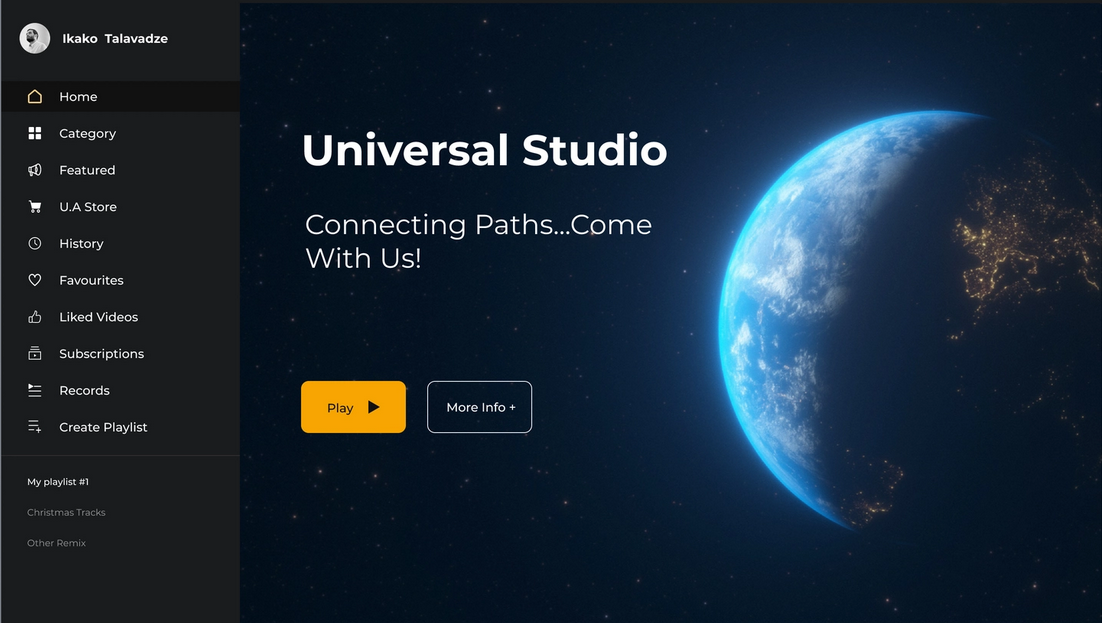 Ikako Talavadze
Home
Category
Featured
U.A Store
History
Favourites
Liked Videos
Subscriptions
Records
Create Playlist
My playlist #1
Christmas Tracks
Other Remix
Universal Studio
Connecting Paths...Come
With Us!
Play
More Info +